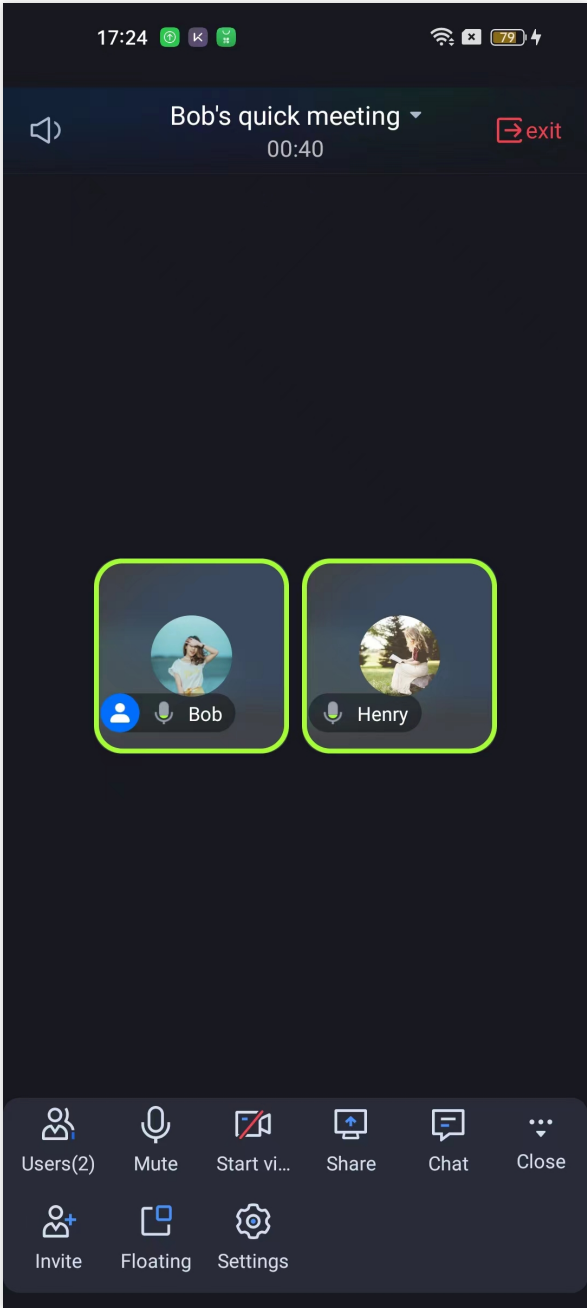 17:24
79
Bob's quick meeting
00:40
exit
Bob
Henry
Users(2)
Mute
Start vi...
Share
Chat
Close
Invite
Floating
Settings